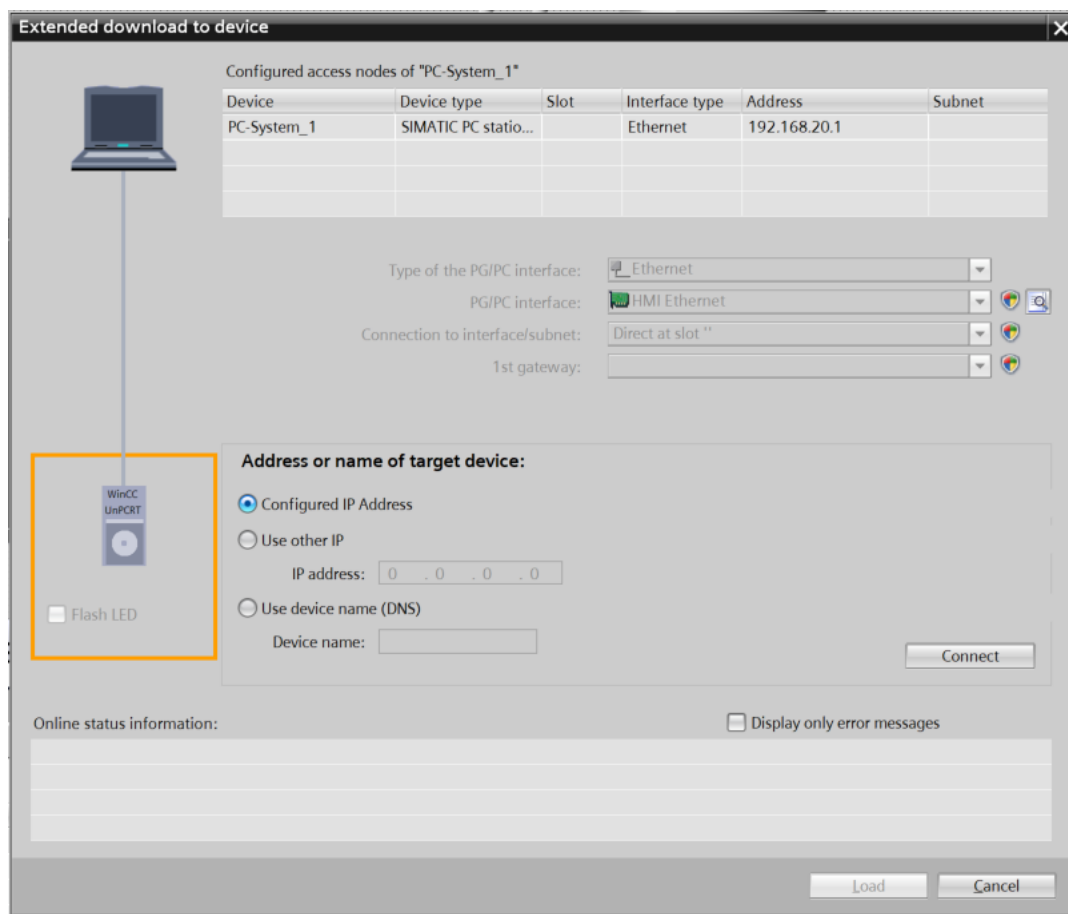 Extended download to device
Configured access nodes of "PC-System_1"
Device Device type Slot Interface type Address Subnet
PC-System_1 SIMATIC PC statio... Ethernet 192.168.20.1
Type of the PG/PC interface: Ethernet
PG/PC interface: HMI Ethernet
Connection to interface/subnet: Direct at slot ''
1st gateway:
Address or name of target device:
WinCC
UnPCRT
Configured IP Address
Use other IP
IP address: 0 . 0 . 0 . 0
Flash LED
Use device name (DNS)
Device name:
Connect
Online status information: Display only error messages
Load Cancel